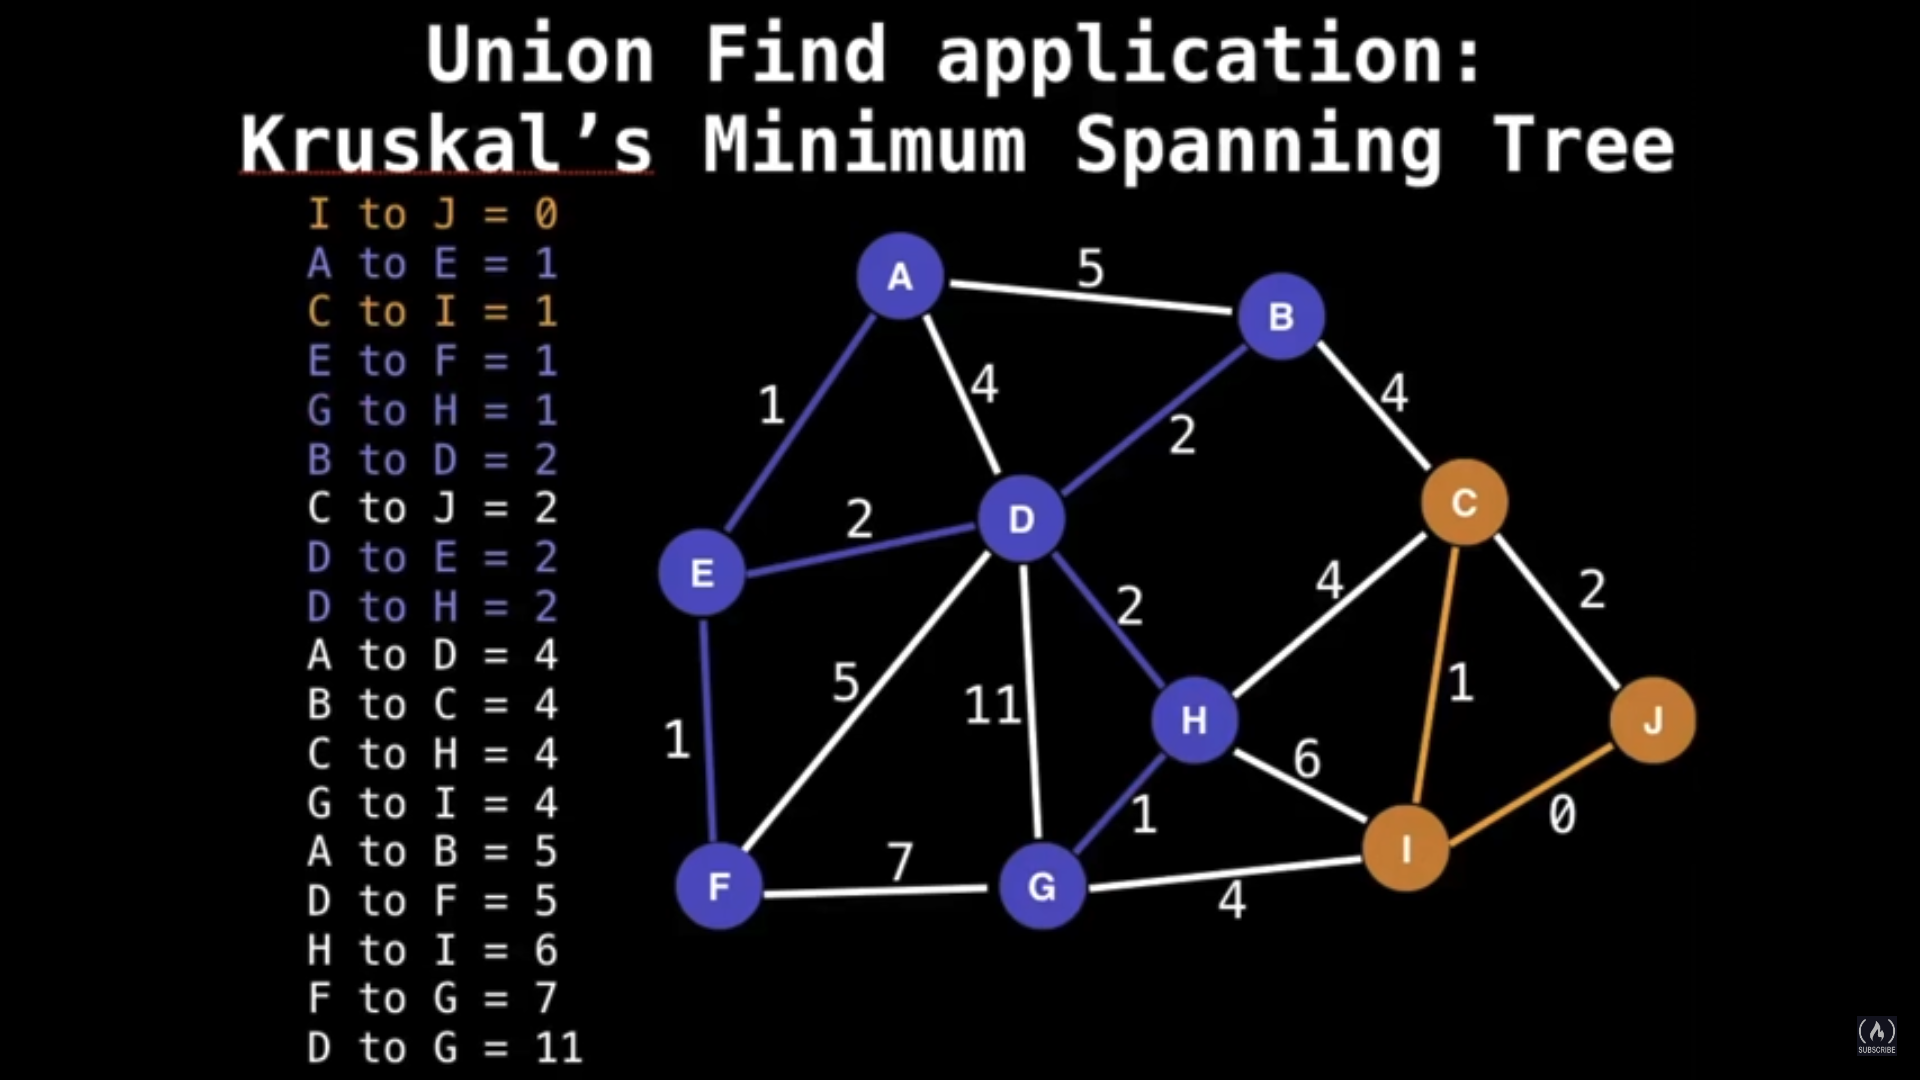 Union Find application:
Kruskal’s Minimum Spanning Tree
I to J = 0
A to E = 1
C to I = 1
E to F = 1
G to H = 1
B to D = 2
C to J = 2
D to E = 2
D to H = 2
A to D = 4
B to C = 4
C to H = 4
G to I = 4
A to B = 5
D to F = 5
H to I = 6
F to G = 7
D to G = 11
A
5
B
1
4
2
4
C
E
2
D
4
2
2
1
5
11
H
1
J
6
1
0
F
7
G
4
I
SUBSCRIBE